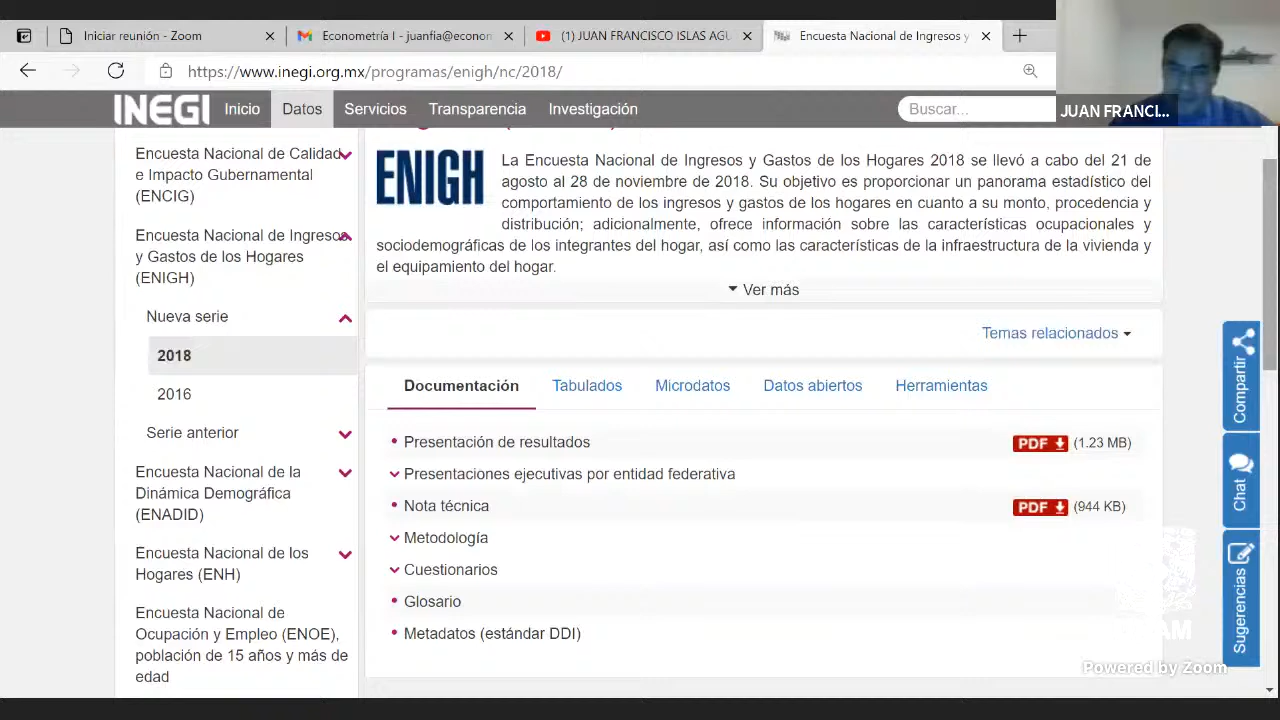 Iniciar reunión - Zoom
Econometría I - juanfia@econon
(1) JUAN FRANCISCO ISLAS AGU
Encuesta Nacional de Ingresos y
https://www.inegi.org.mx/programas/enigh/nc/2018/
JUAN FRANCI...
INEGI
Inicio
Datos
Servicios
Transparencia
Investigación
Buscar...
Encuesta Nacional de Calidad
e Impacto Gubernamental
(ENCIG)
Encuesta Nacional de Ingresos
y Gastos de los Hogares
(ENIGH)
Nueva serie
2018
2016
Serie anterior
Encuesta Nacional de la
Dinámica Demográfica
(ENADID)
Encuesta Nacional de los
Hogares (ENH)
Encuesta Nacional de
Ocupación y Empleo (ENOE),
población de 15 años y más de
edad
ENIGH
La Encuesta Nacional de Ingresos y Gastos de los Hogares 2018 se llevó a cabo del 21 de
agosto al 28 de noviembre de 2018. Su objetivo es proporcionar un panorama estadístico del
comportamiento de los ingresos y gastos de los hogares en cuanto a su monto, procedencia y
distribución; adicionalmente, ofrece información sobre las características ocupacionales y
sociodemográficas de los integrantes del hogar, así como las características de la infraestructura de la vivienda y
el equipamiento del hogar.
Ver más
Temas relacionados
Documentación
Tabulados
Microdatos
Datos abiertos
Herramientas
Presentación de resultados PDF (1.23 MB)
Presentaciones ejecutivas por entidad federativa
Nota técnica PDF (944 KB)
Metodología
Cuestionarios
Glosario
Metadatos (estándar DDI)
Compartir
Chat
Sugerencias
Powered by Zoom